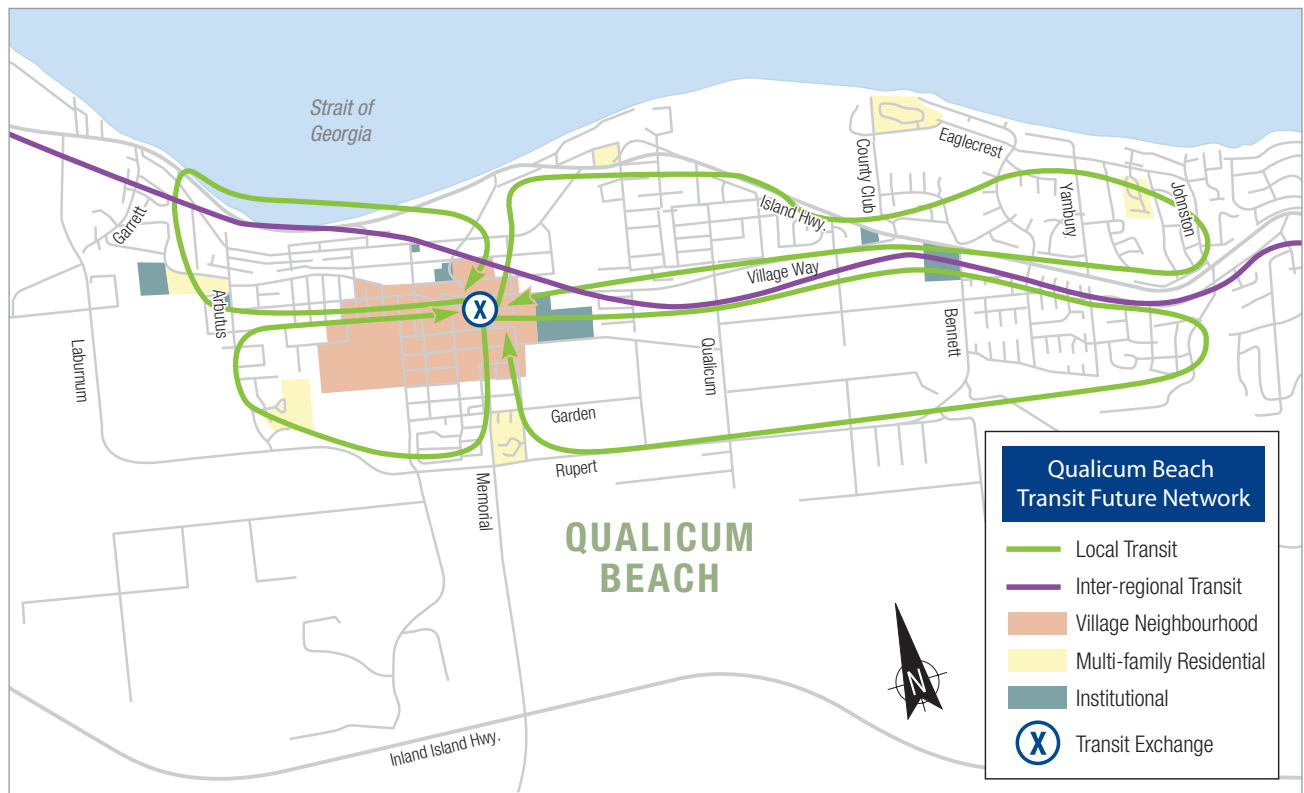 Strait of
Georgia
Eaglecrest
County Club
Yambury
Johnston
Island Hwy.
Garrett
Village Way
Arbutus
X
Laburnum
Qualicum
Bennett
Garden
Rupert
Memorial
QUALICUM
BEACH
Inland Island Hwy.
N
Qualicum Beach
Transit Future Network
Local Transit
Inter-regional Transit
Village Neighbourhood
Multi-family Residential
Institutional
X
Transit Exchange